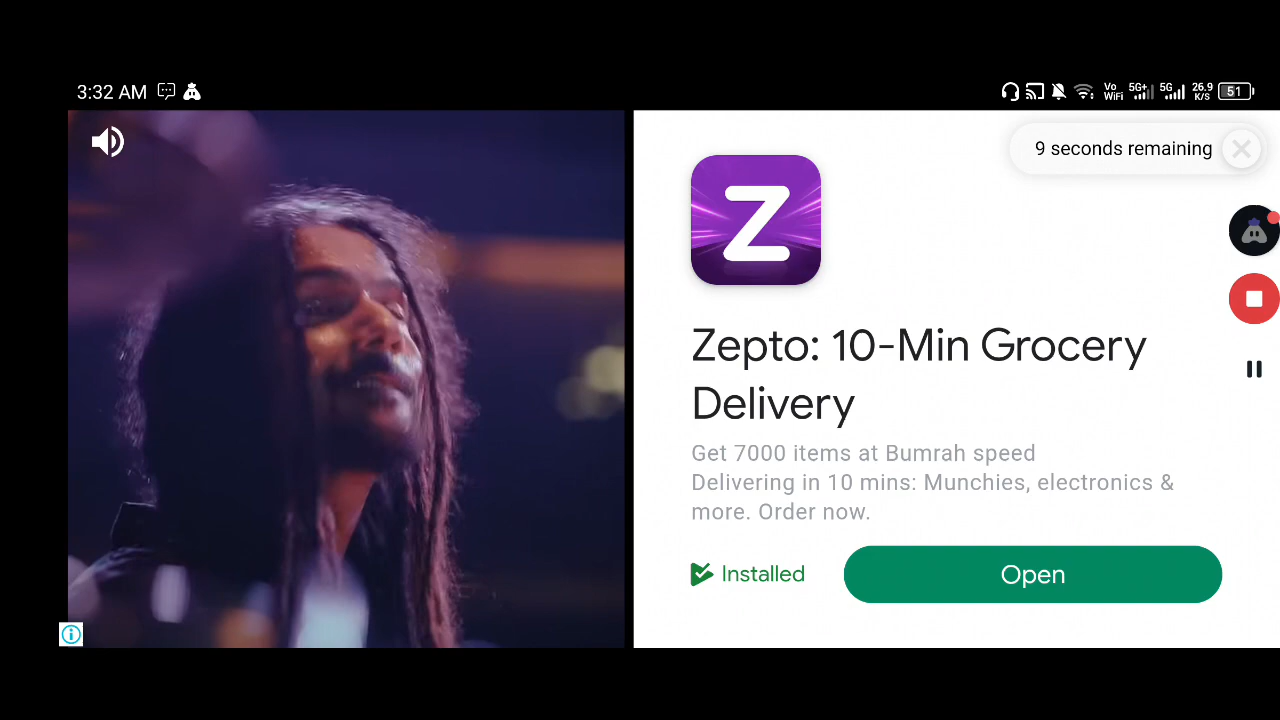 3:32 AM
Vo WiFi 5G+ 5G 26.9 K/S 51
9 seconds remaining
Z
Zepto: 10-Min Grocery
Delivery
Get 7000 items at Bumrah speed
Delivering in 10 mins: Munchies, electronics &
more. Order now.
Installed
Open